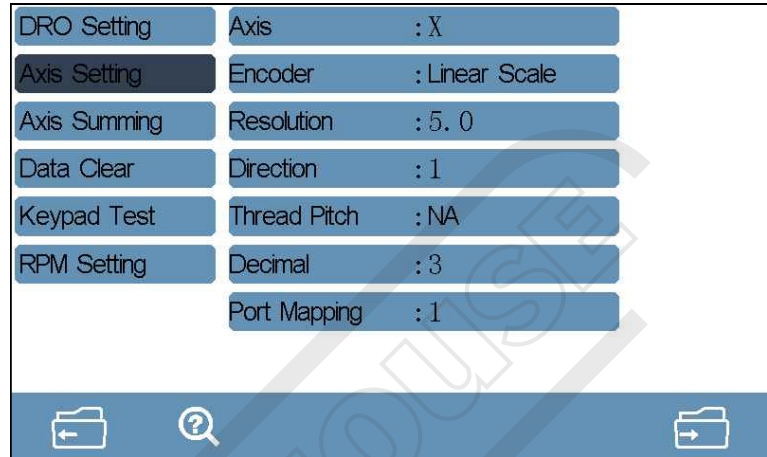 DRO Setting Axis : X
Axis Setting Encoder : Linear Scale
Axis Summing Resolution : 5.0
Data Clear Direction : 1
Keypad Test Thread Pitch : NA
RPM Setting Decimal : 3
Port Mapping : 1